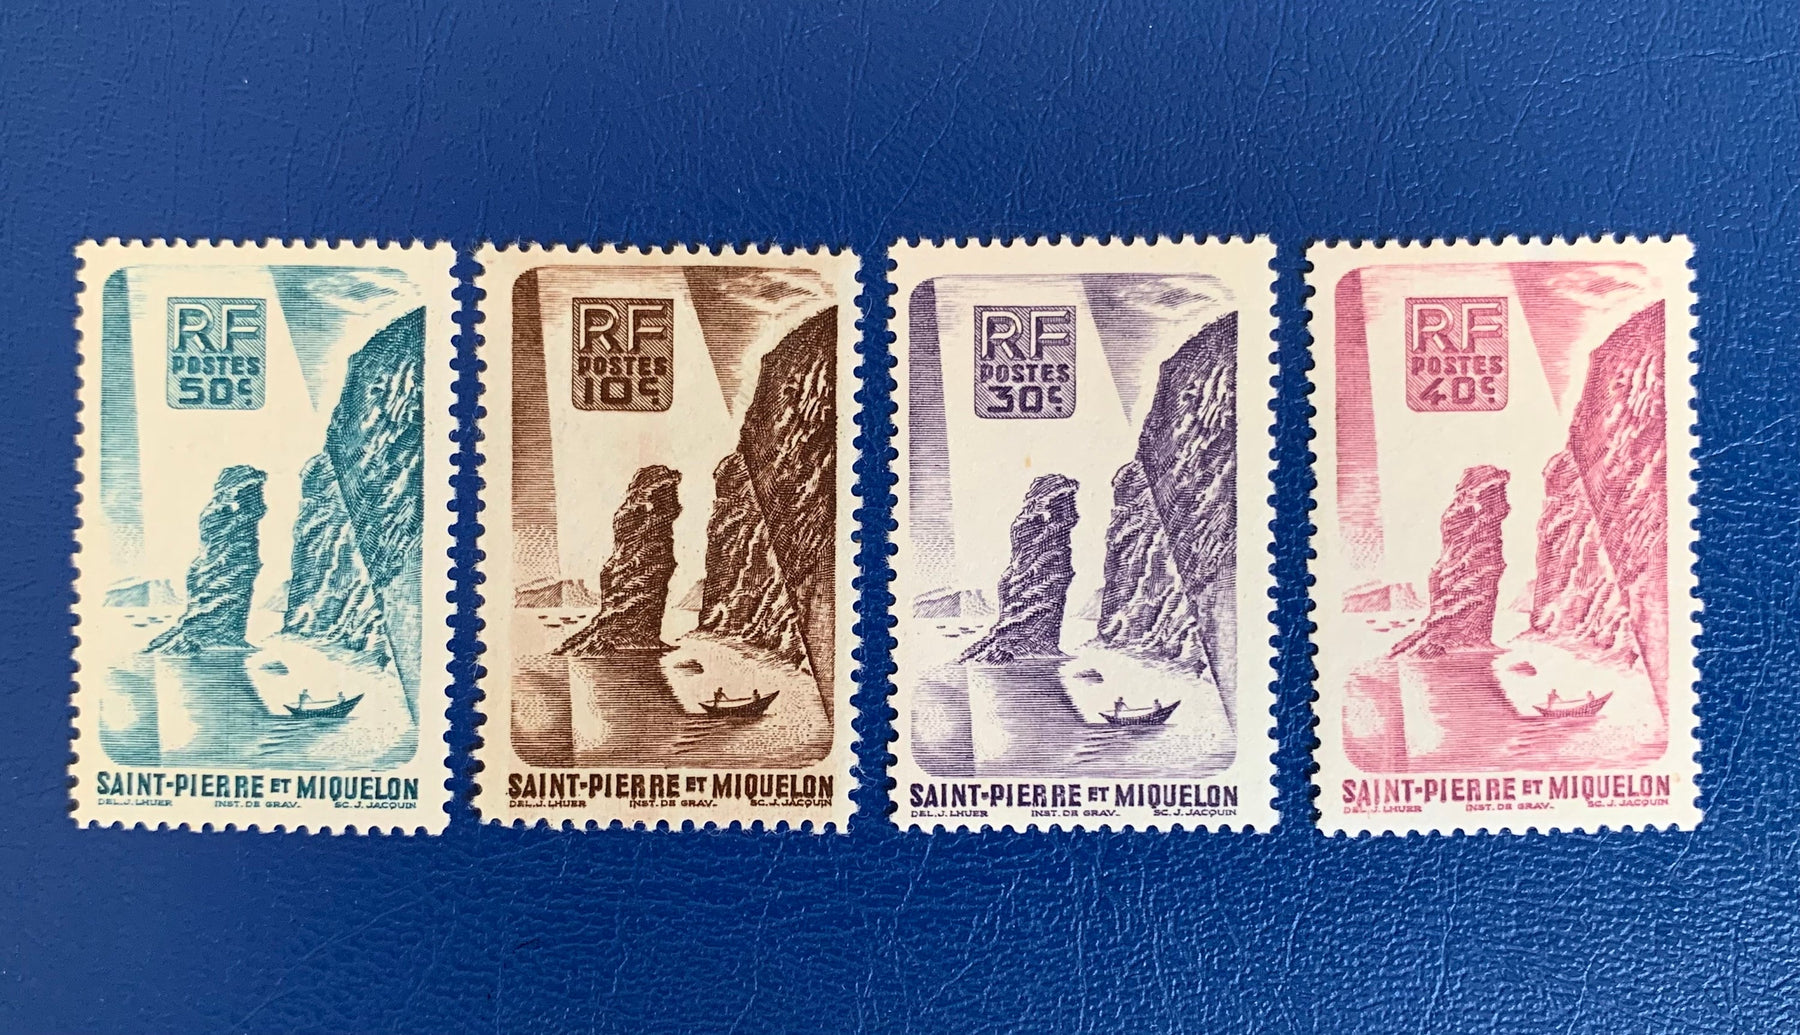 RF
POSTES
50c
SAINT-PIERRE ET MIQUELON
DEL. J. LHUER INST. DE GRAV. SC. J. JACQUIN
RF
POSTES
10c
SAINT-PIERRE ET MIQUELON
DEL. J. LHUER INST. DE GRAV. SC. J. JACQUIN
RF
POSTES
30c
SAINT-PIERRE ET MIQUELON
DEL. J. LHUER INST. DE GRAV. SC. J. JACQUIN
RF
POSTES
40c
SAINT-PIERRE ET MIQUELON
DEL. J. LHUER INST. DE GRAV. SC. J. JACQUIN